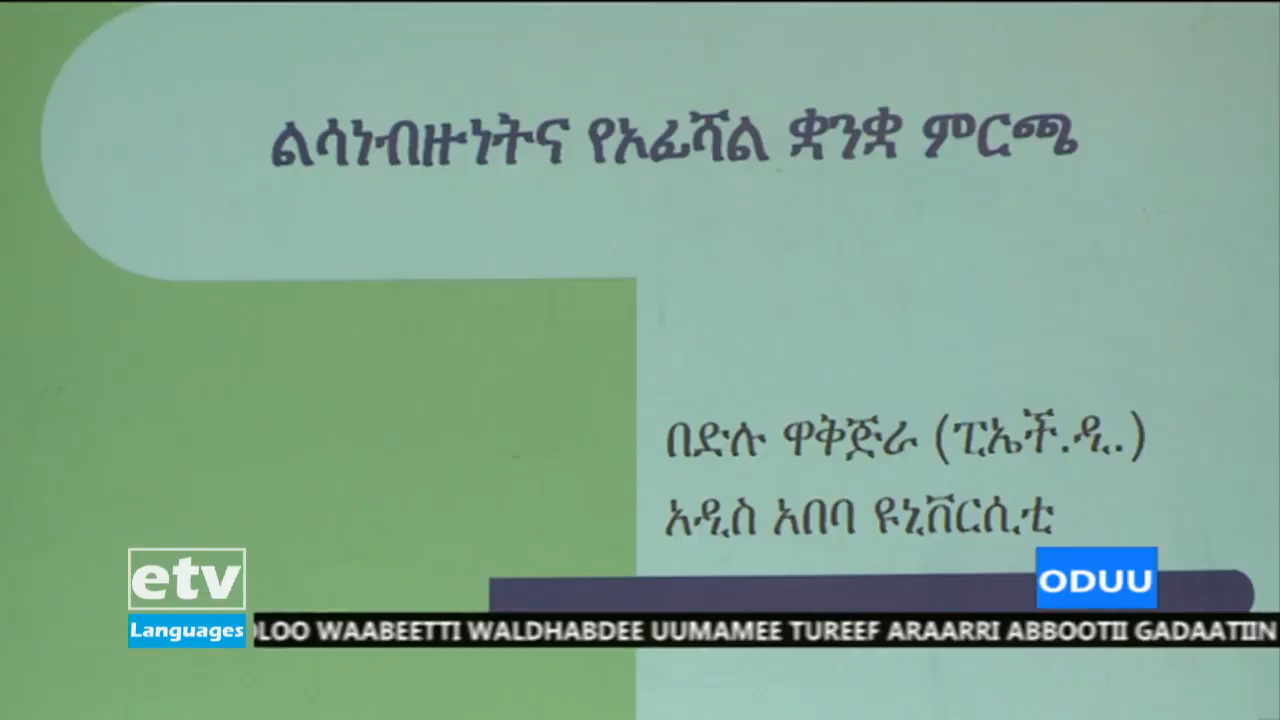 ልሳነብዙነትና የኦፊሻል ቋንቋ ምርጫ
በድሉ ዋቅጅራ (ፒኤች.ዲ.)
አዲስ አበባ ዩኒቨርሲቲ
etv
Languages
ODUU
WAABEETTI WALDHABDEE UUMAMEE TUREEF ARAARRI ABBOOTII GADAATIIN